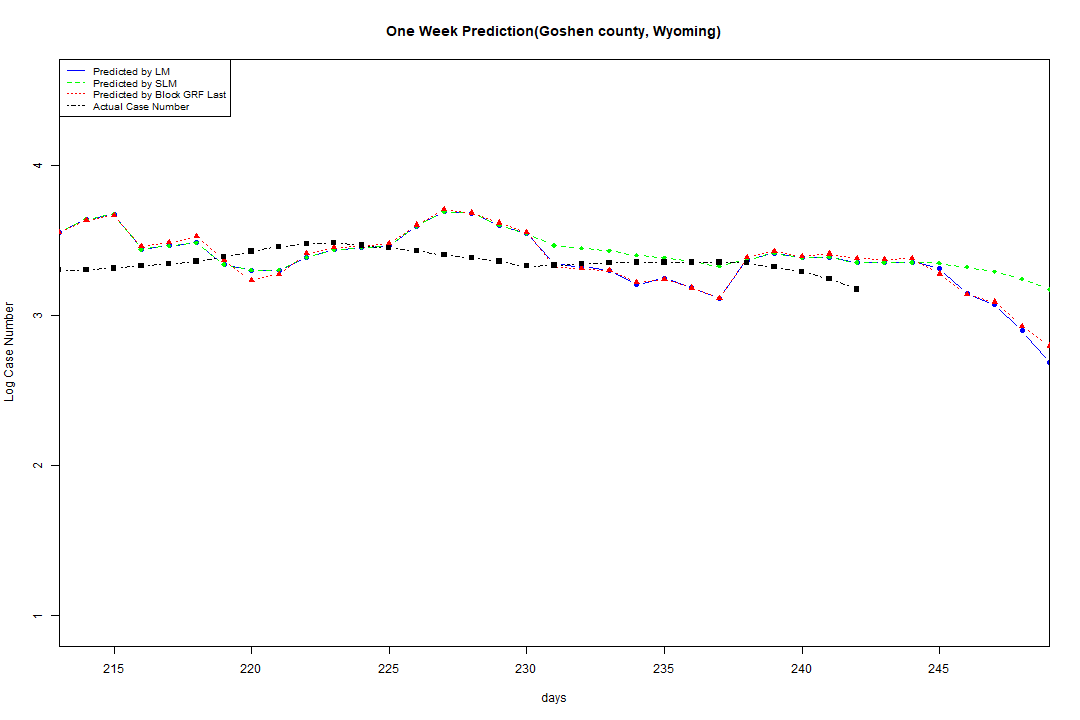 One Week Prediction(Goshen county, Wyoming)
Predicted by LM
Predicted by SLM
Predicted by Block GRF Last
Actual Case Number
Log Case Number
4
3
2
1
215 220 225 230 235 240 245
days